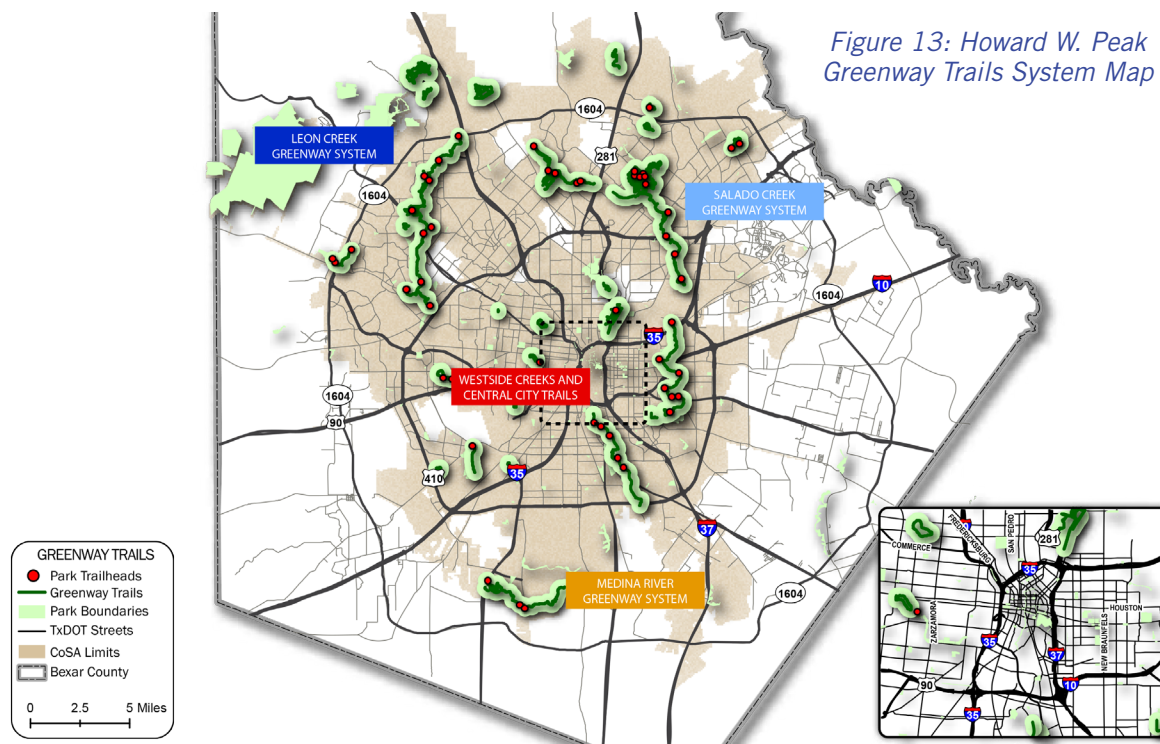 Figure 13: Howard W. Peak
Greenway Trails System Map
1604
LEON CREEK
GREENWAY SYSTEM
281
1604
SALADO CREEK
GREENWAY SYSTEM
10
1604
35
WESTSIDE CREEKS AND
CENTRAL CITY TRAILS
1604
90
410
35
37
MEDINA RIVER
GREENWAY SYSTEM
1604
GREENWAY TRAILS
Park Trailheads
Greenway Trails
Park Boundaries
TxDOT Streets
CoSA Limits
Bexar County
0 2.5 5 Miles
FREDERICKSBURG
SAN PEDRO
281
COMMERCE
35
ZARZAMORA
HOUSTON
NEW BRAUNFELS
35
37
90
10
35